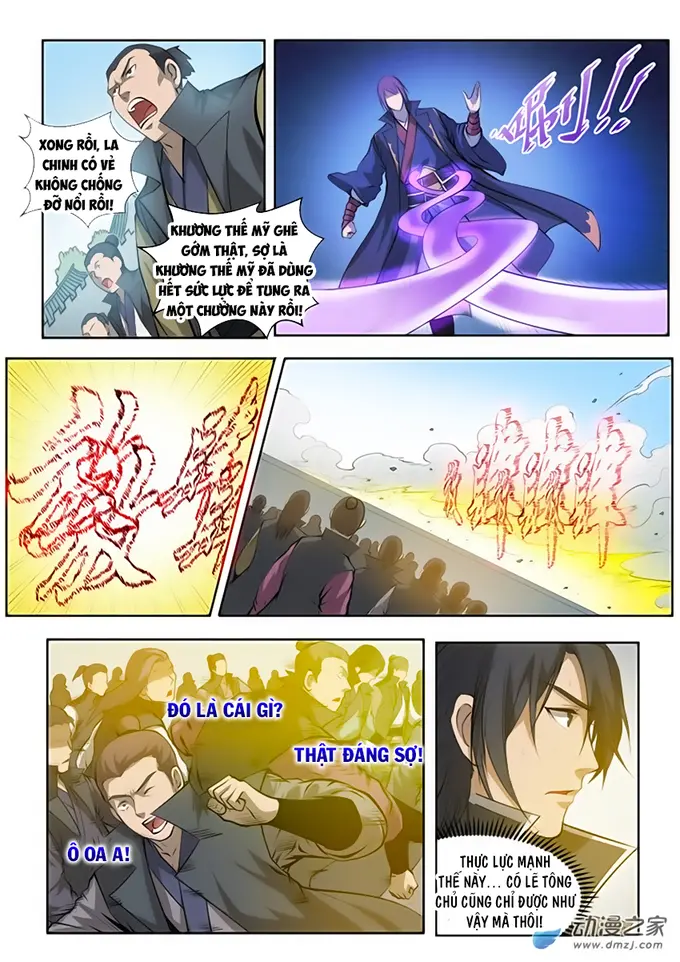 XONG RỒI, LA
CHINH CÓ VẺ
KHÔNG CHỐNG
ĐỠ NỔI RỒI!
KHƯƠNG THẾ MỸ GHÊ
GỚM THẬT, SỢ LÀ
KHƯƠNG THẾ MỸ ĐÃ DÙNG
HẾT SỨC LỰC ĐỂ TUNG RA
MỘT CHƯỞNG NÀY RỒI!
ĐÓ LÀ CÁI GÌ?
THẬT ĐÁNG SỢ!
Ô OA A!
THỰC LỰC MẠNH
THẾ NÀY... CÓ LẼ TÔNG
CHỦ CŨNG CHỈ ĐƯỢC NHƯ
VẬY MÀ THÔI!
动漫之家
www.dmzj.com